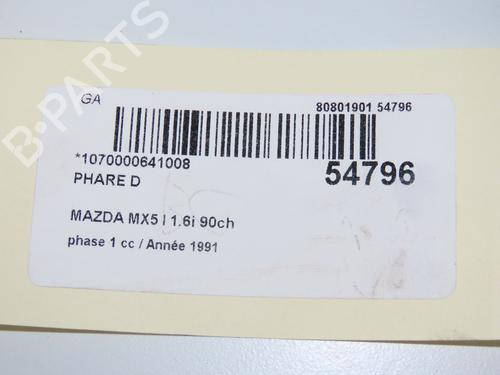 GA
80801901 54796
*1070000641008
54796
PHARE D
MAZDA MX5 I 1.6i 90ch
phase 1 cc / Année 1991
B-PARTS